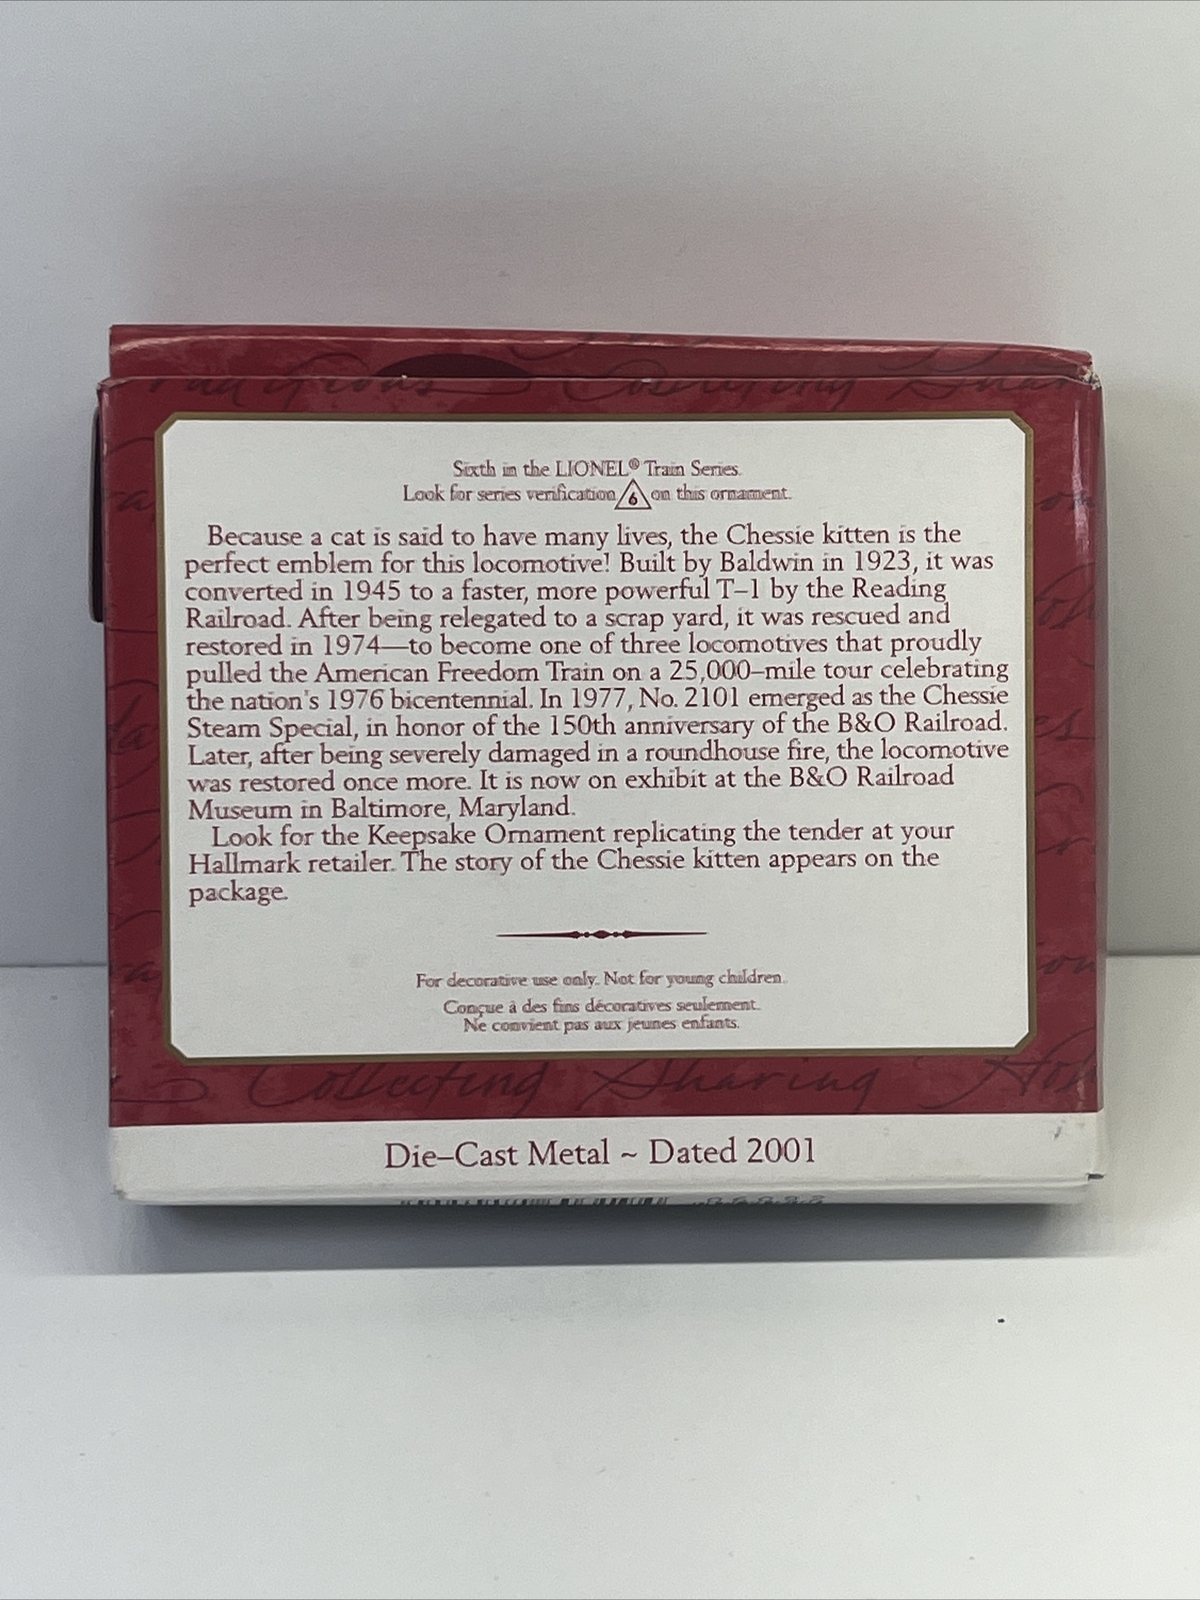 Traditions Collecting Shar
Sixth in the LIONEL® Train Series.
Look for series verification 6 on this ornament.
Because a cat is said to have many lives, the Chessie kitten is the
perfect emblem for this locomotive! Built by Baldwin in 1923, it was
converted in 1945 to a faster, more powerful T–1 by the Reading
Railroad. After being relegated to a scrap yard, it was rescued and
restored in 1974—to become one of three locomotives that proudly
pulled the American Freedom Train on a 25,000–mile tour celebrating
the nation's 1976 bicentennial. In 1977, No. 2101 emerged as the Chessie
Steam Special, in honor of the 150th anniversary of the B&O Railroad.
Later, after being severely damaged in a roundhouse fire, the locomotive
was restored once more. It is now on exhibit at the B&O Railroad
Museum in Baltimore, Maryland.
Look for the Keepsake Ornament replicating the tender at your
Hallmark retailer. The story of the Chessie kitten appears on the
package.
For decorative use only. Not for young children.
Conçue à des fins décoratives seulement.
Ne convient pas aux jeunes enfants.
Collecting Sharing Hol
Die–Cast Metal ~ Dated 2001